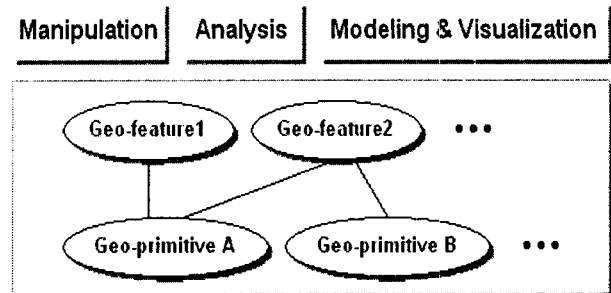 Manipulation Analysis Modeling & Visualization
Geo-feature1 Geo-feature2 •••
Geo-primitive A Geo-primitive B •••